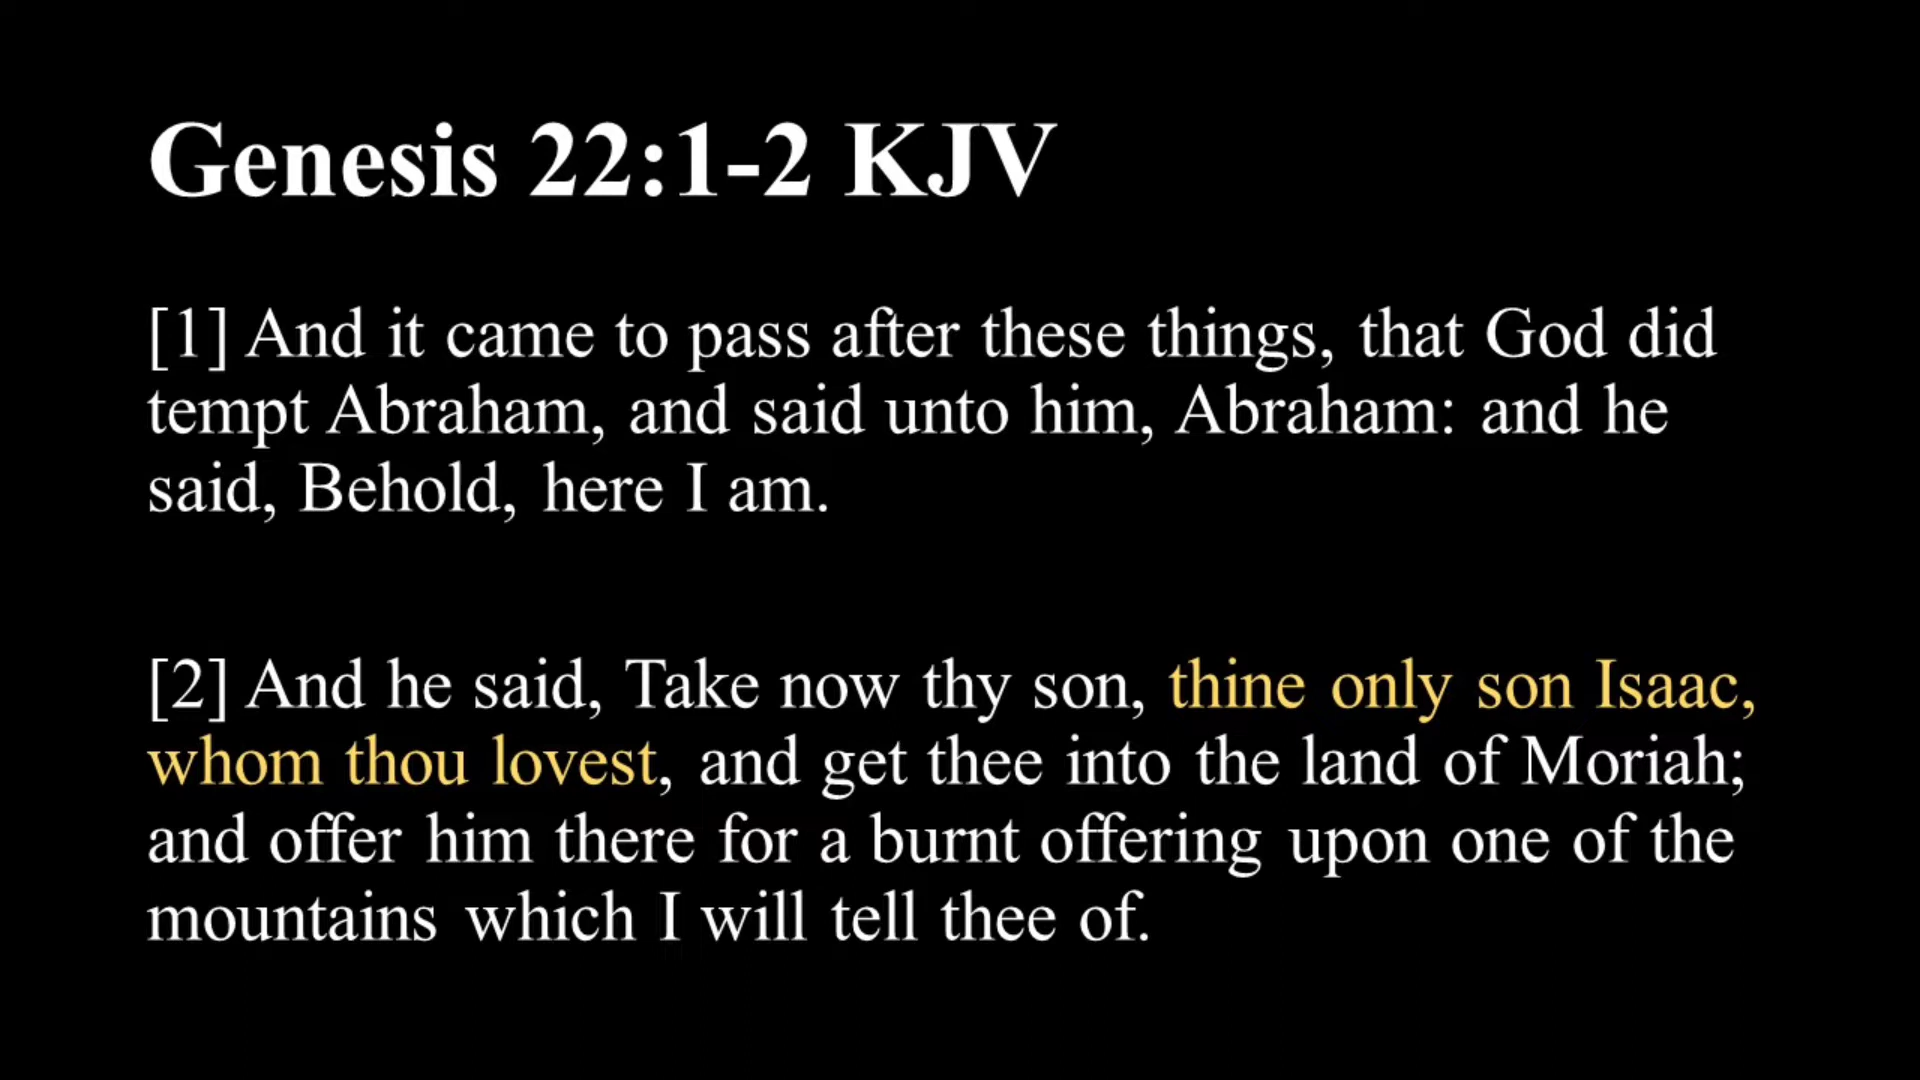 Genesis 22:1-2 KJV
[1] And it came to pass after these things, that God did
tempt Abraham, and said unto him, Abraham: and he
said, Behold, here I am.
[2] And he said, Take now thy son, thine only son Isaac,
whom thou lovest, and get thee into the land of Moriah;
and offer him there for a burnt offering upon one of the
mountains which I will tell thee of.